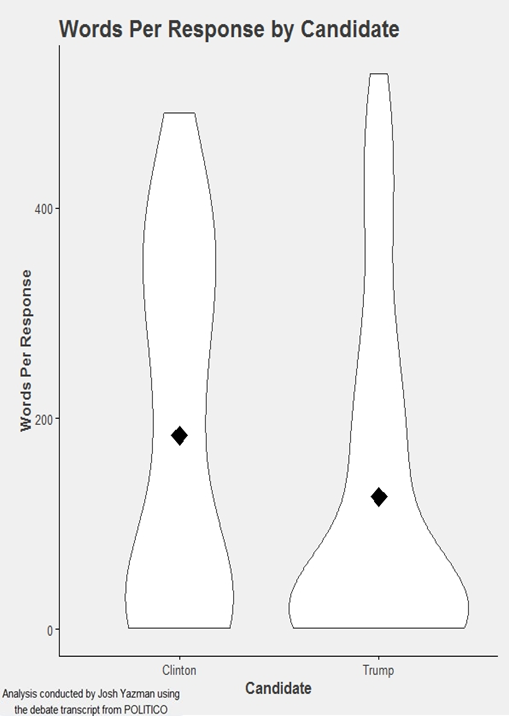 Words Per Response by Candidate
Words Per Response
400
200
0
Clinton
Trump
Candidate
Analysis conducted by Josh Yazman using
the debate transcript from POLITICO